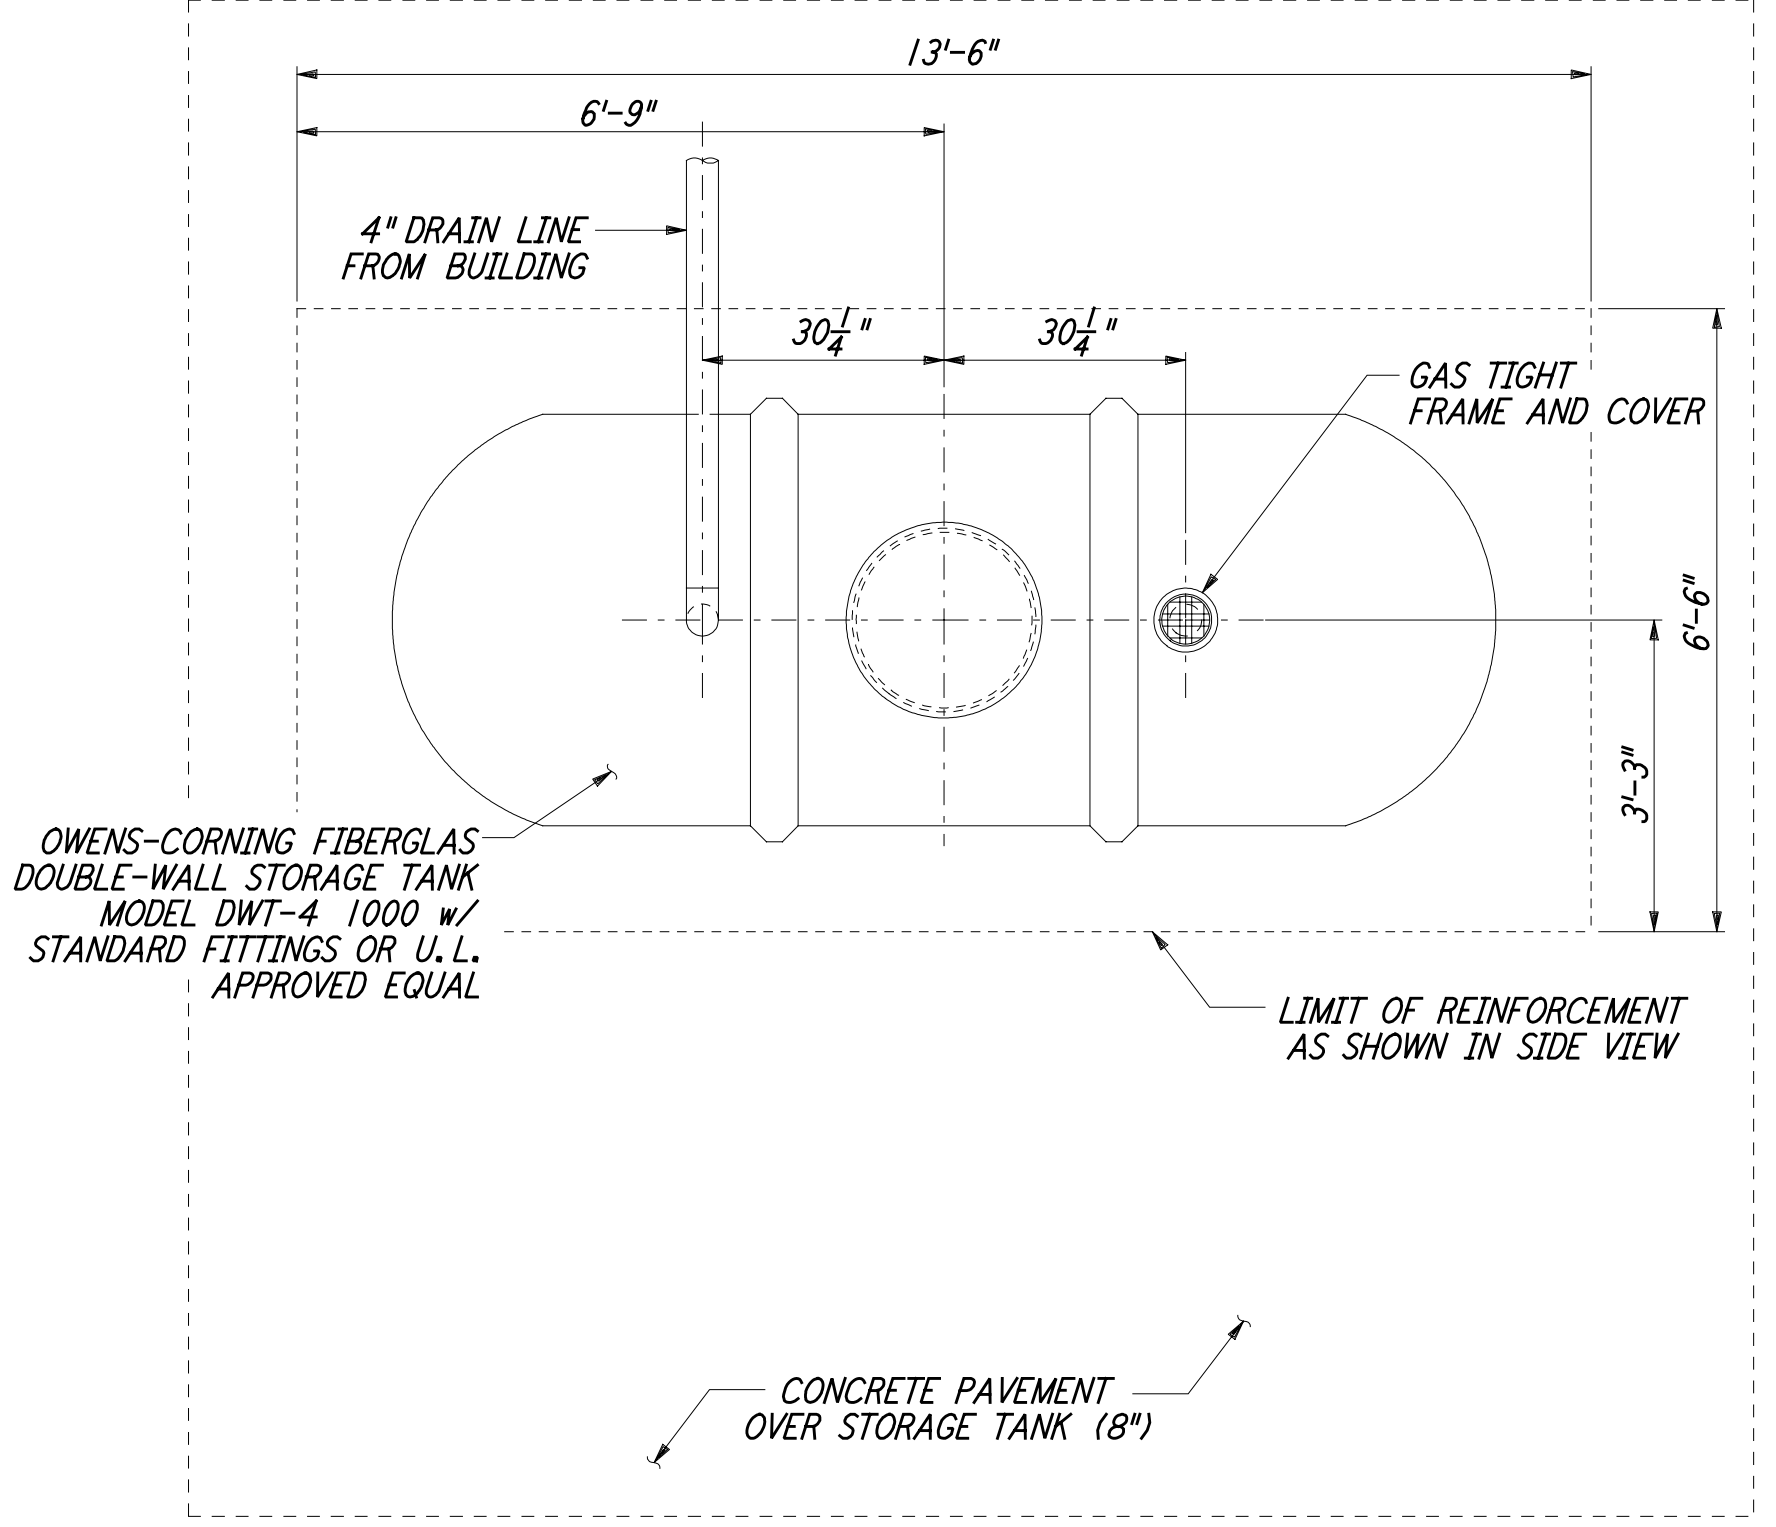 13'-6"
6'-9"
4" DRAIN LINE
FROM BUILDING
30 1/4" 30 1/4"
GAS TIGHT
FRAME AND COVER
6'-6"
3'-3"
OWENS-CORNING FIBERGLAS
DOUBLE-WALL STORAGE TANK
MODEL DWT-4 1000 w/
STANDARD FITTINGS OR U.L.
APPROVED EQUAL
LIMIT OF REINFORCEMENT
AS SHOWN IN SIDE VIEW
CONCRETE PAVEMENT
OVER STORAGE TANK (8")